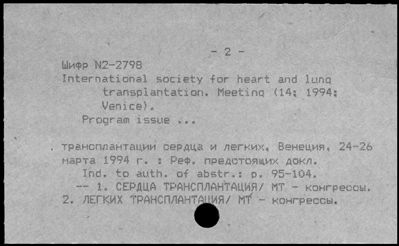 - 2 -
Шифр N2-2798
International society for heart and lung
transplantation. Meeting (14; 1994;
Venice).
Program issue ...
трансплантации сердца и легких, Венеция, 24-26
марта 1994 г. : Реф. предстоящих докл.
Ind. to auth. of abstr.: p. 95-104.
-- 1. СЕРДЦА ТРАНСПЛАНТАЦИЯ/ МТ - конгрессы.
2. ЛЕГКИХ ТРАНСПЛАНТАЦИЯ/ МТ - конгрессы.